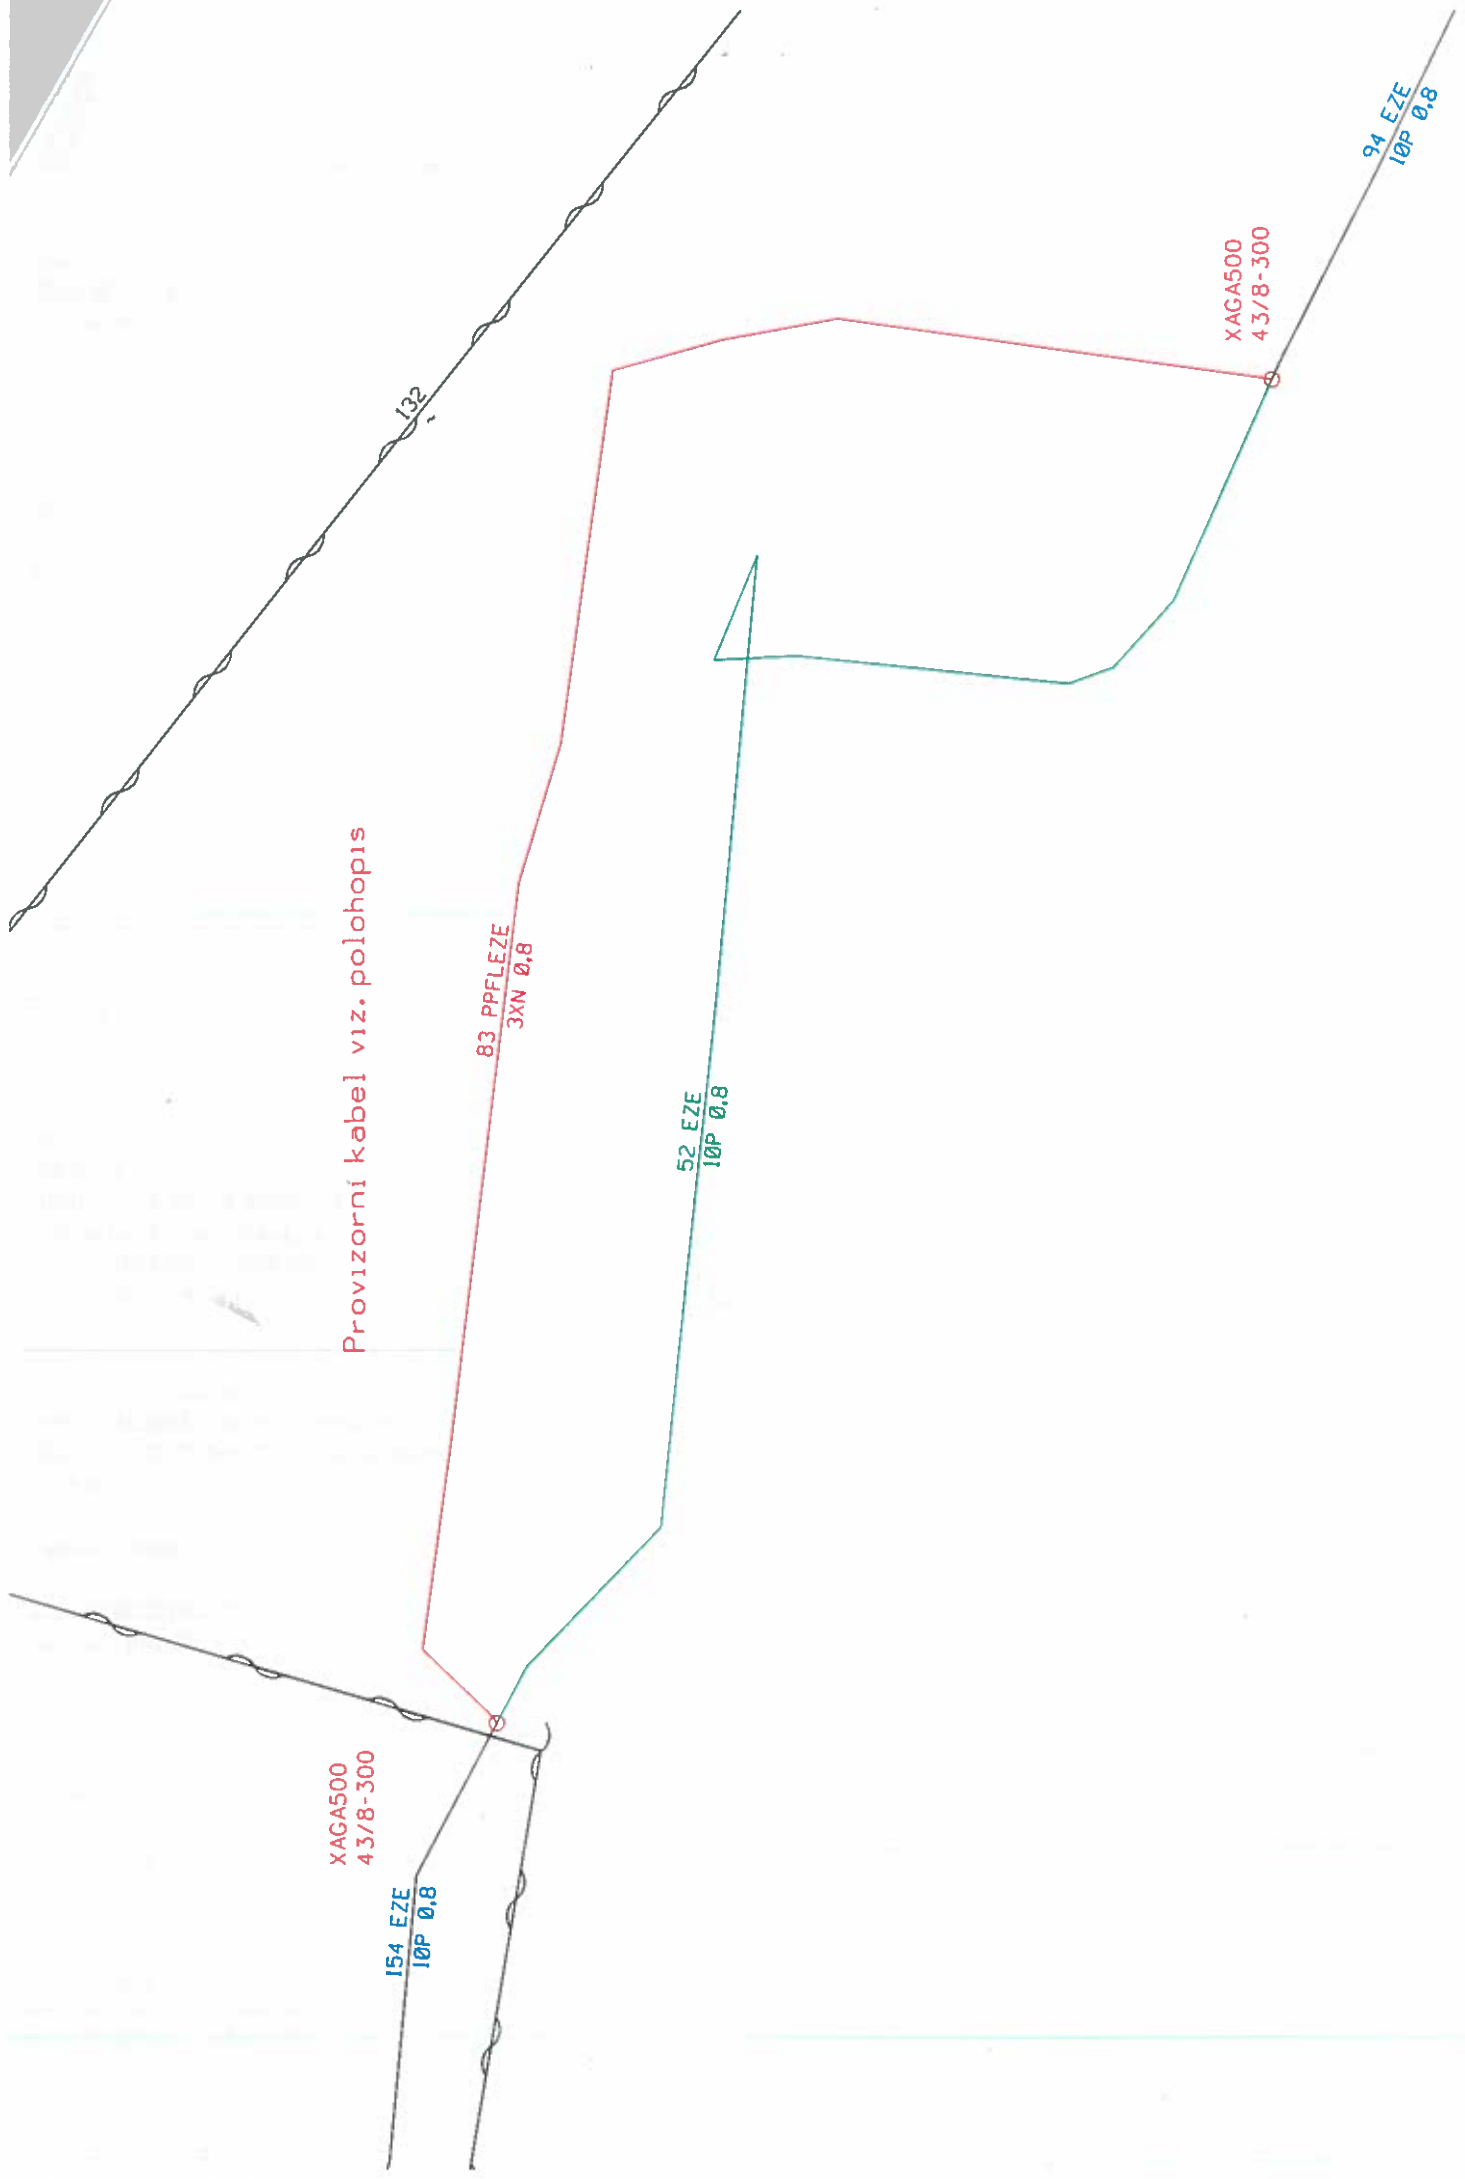 132
94 EZE
10P 0,8
XAGA500
43/8-300
Provizorní kabel viz. polohopis
83 PPFLEZE
3XN 0,8
52 EZE
10P 0,8
XAGA500
43/8-300
154 EZE
10P 0,8